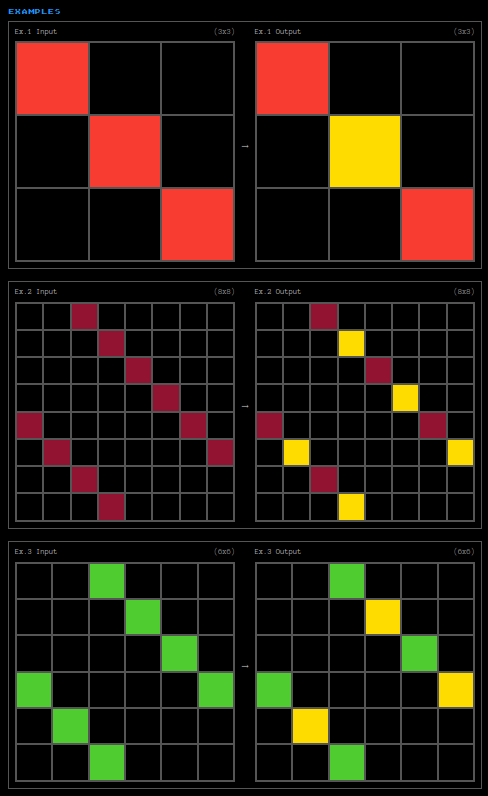 EXAMPLES
Ex.1 Input (3x3) Ex.1 Output (3x3)
→
Ex.2 Input (8x8) Ex.2 Output (8x8)
→
Ex.3 Input (6x6) Ex.3 Output (6x6)
→